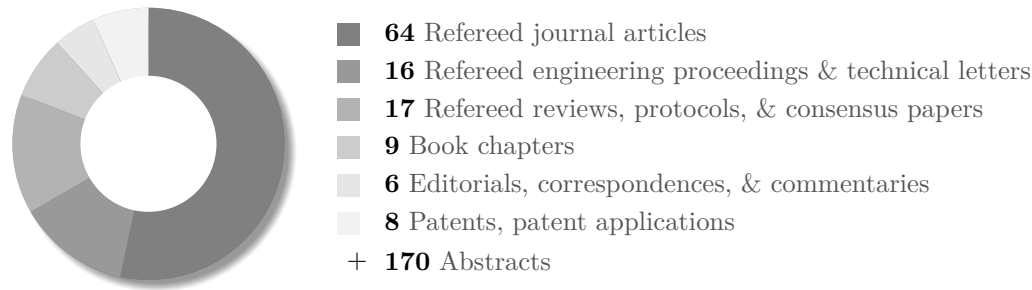 64 Refereed journal articles
16 Refereed engineering proceedings & technical letters
17 Refereed reviews, protocols, & consensus papers
9 Book chapters
6 Editorials, correspondences, & commentaries
8 Patents, patent applications
+ 170 Abstracts